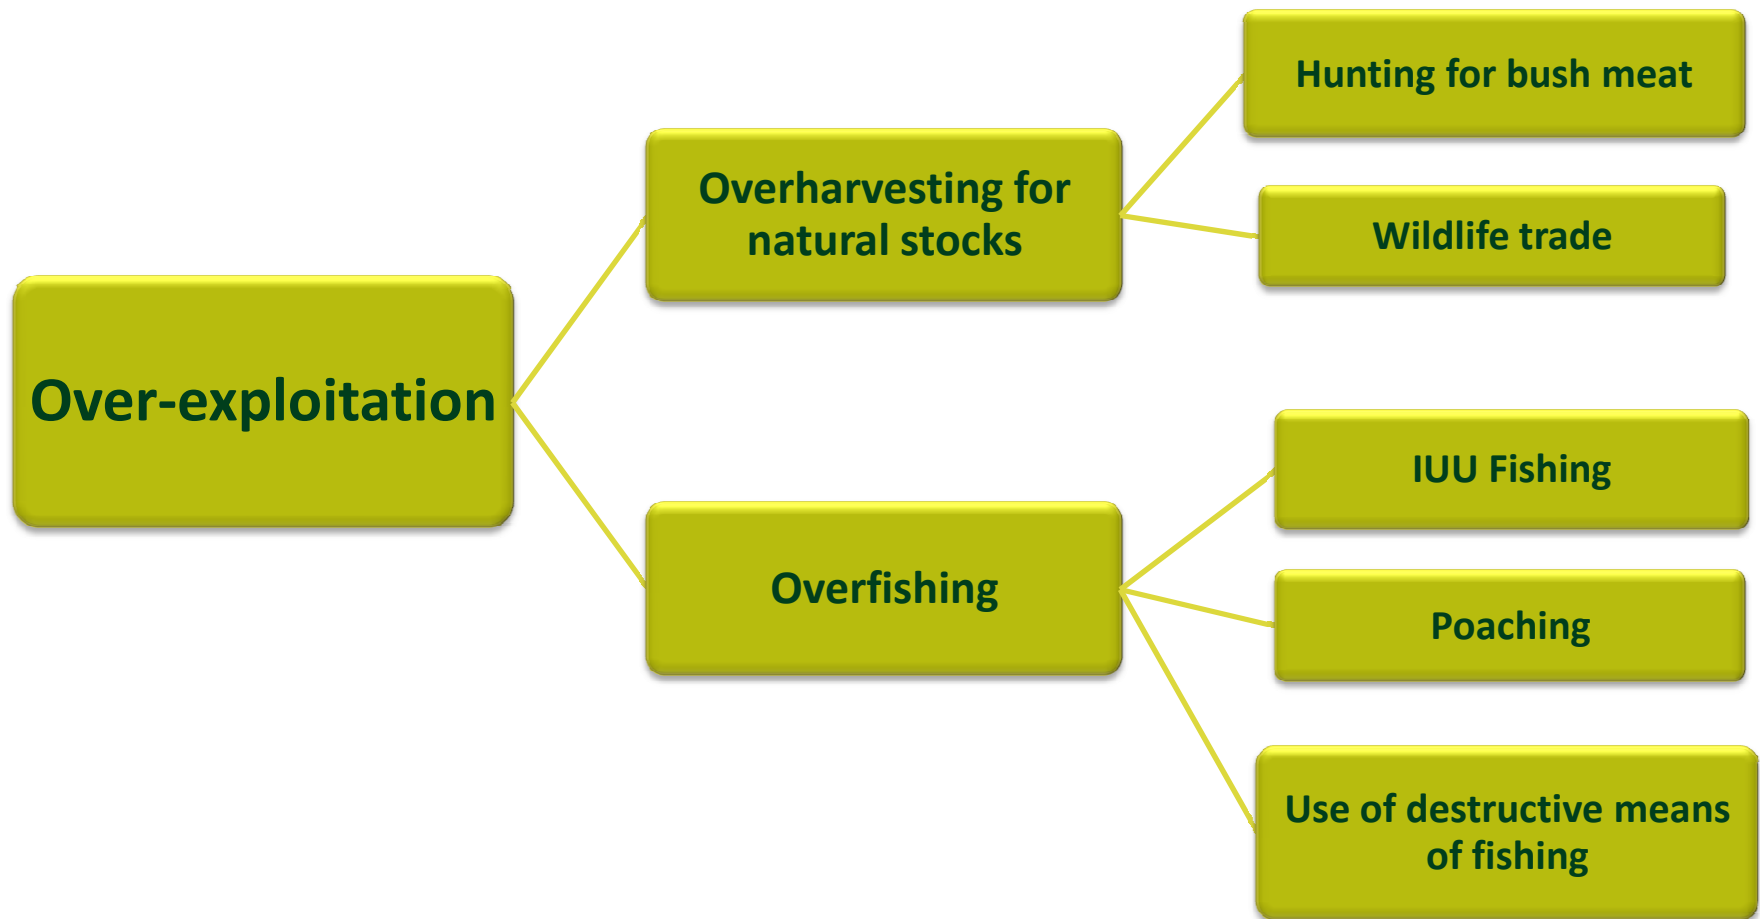 Over-exploitation
Overharvesting for
natural stocks
Hunting for bush meat
Wildlife trade
Overfishing
IUU Fishing
Poaching
Use of destructive means
of fishing